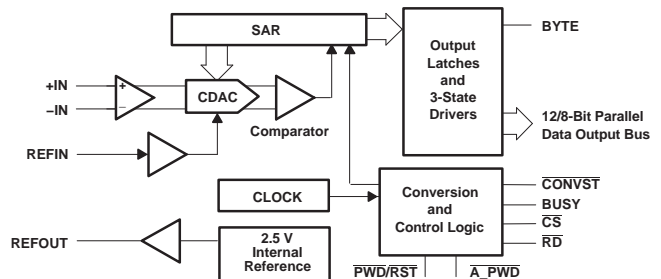 SAR
BYTE
Output
Latches
and
3-State
Drivers
+IN
−IN
+
−
CDAC
Comparator
12/8-Bit Parallel
Data Output Bus
REFIN
CLOCK
Conversion
and
Control Logic
CONVST
BUSY
CS
RD
REFOUT
2.5 V
Internal
Reference
PWD/RST
A_PWD